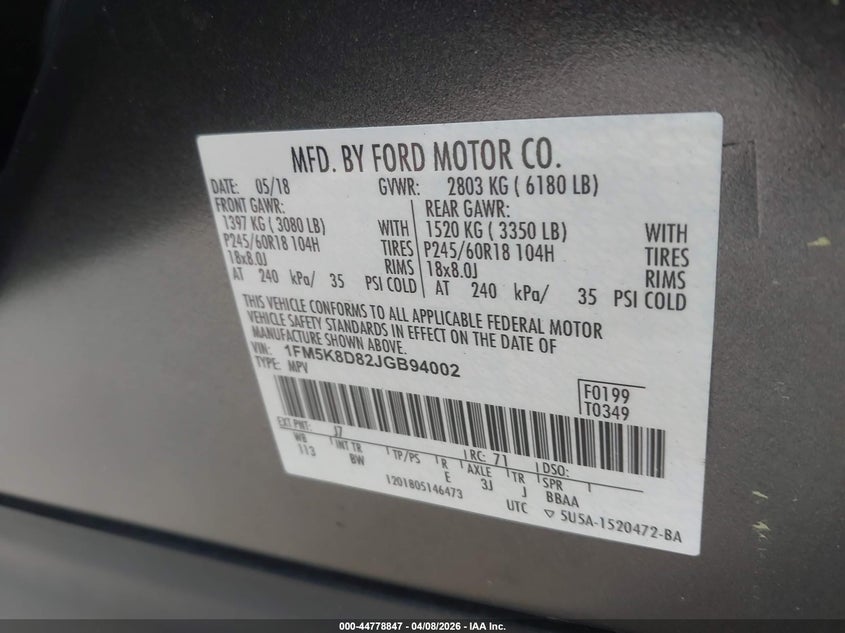 MFD. BY FORD MOTOR CO.
DATE: 05/18 GVWR: 2803 KG ( 6180 LB)
FRONT GAWR: REAR GAWR:
1397 KG ( 3080 LB) WITH 1520 KG ( 3350 LB) WITH
P245/60R18 104H TIRES P245/60R18 104H TIRES
18x8.0J RIMS 18x8.0J RIMS
AT 240 kPa/ 35 PSI COLD AT 240 kPa/ 35 PSI COLD
THIS VEHICLE CONFORMS TO ALL APPLICABLE FEDERAL MOTOR
VEHICLE SAFETY STANDARDS IN EFFECT ON THE DATE OF
MANUFACTURE SHOWN ABOVE.
VIN: 1FM5K8D82JGB94002
TYPE: MPV
F0199
T0349
EXT PNT: J7 RC: 71 DSO:
WB INT TR TP/PS R AXLE TR SPR
113 BW E 3J J BBAA
1201805146473 UTC ▽ 5U5A-1520472-BA
000-44778847 04/08/2026 - IAA Inc.